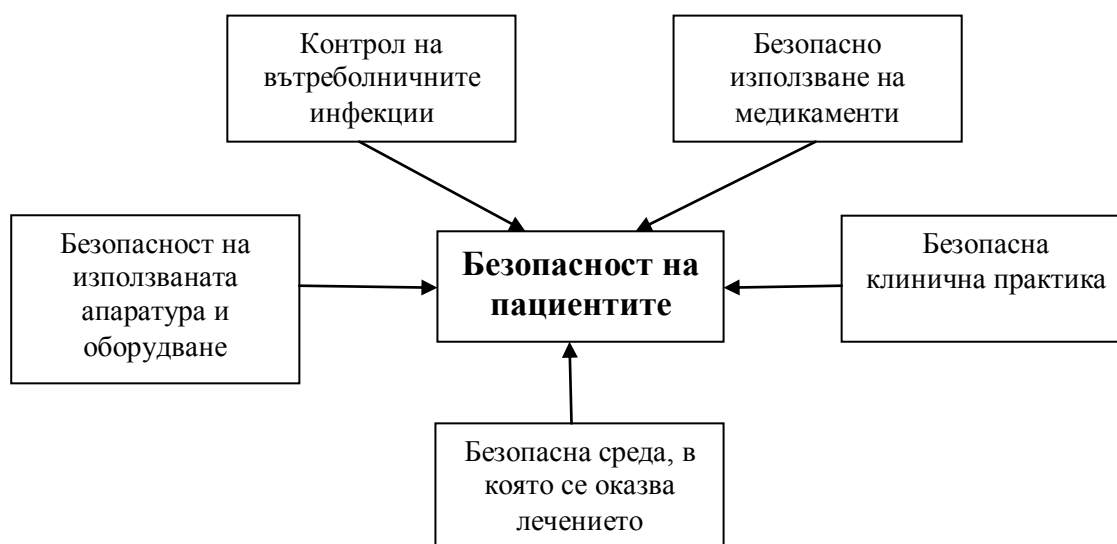 Контрол на
вътреболничните
инфекции
Безопасно
използване на
медикаменти
Безопасност на
използваната
апаратура и
оборудване
Безопасност на
пациентите
Безопасна
клинична практика
Безопасна среда, в
която се оказва
лечението